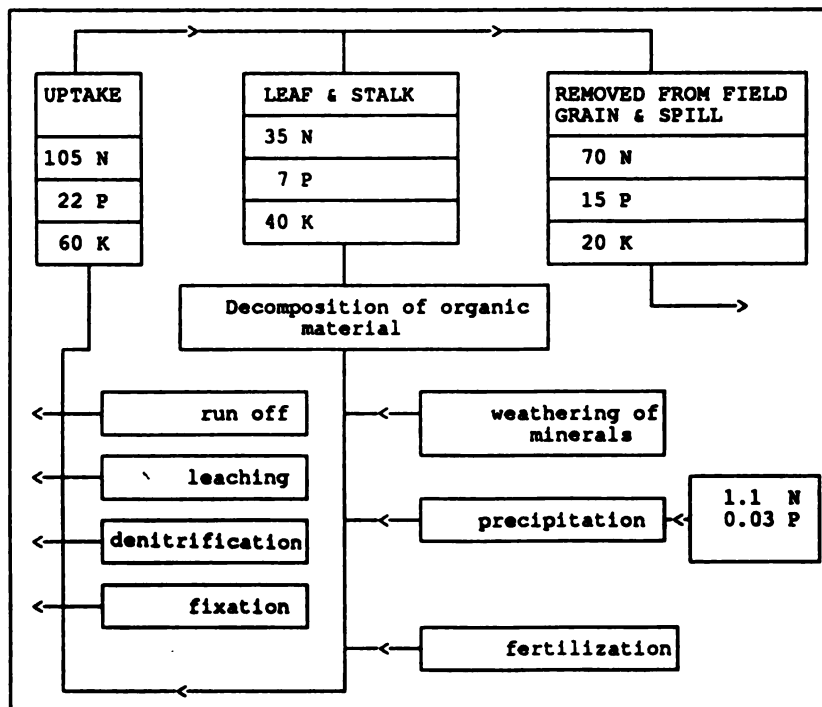 UPTAKE
105 N
22 P
60 K
LEAF & STALK
35 N
7 P
40 K
REMOVED FROM FIELD
GRAIN & SPILL
70 N
15 P
20 K
Decomposition of organic
material
run off
leaching
denitrification
fixation
weathering of
minerals
precipitation
1.1 N
0.03 P
fertilization